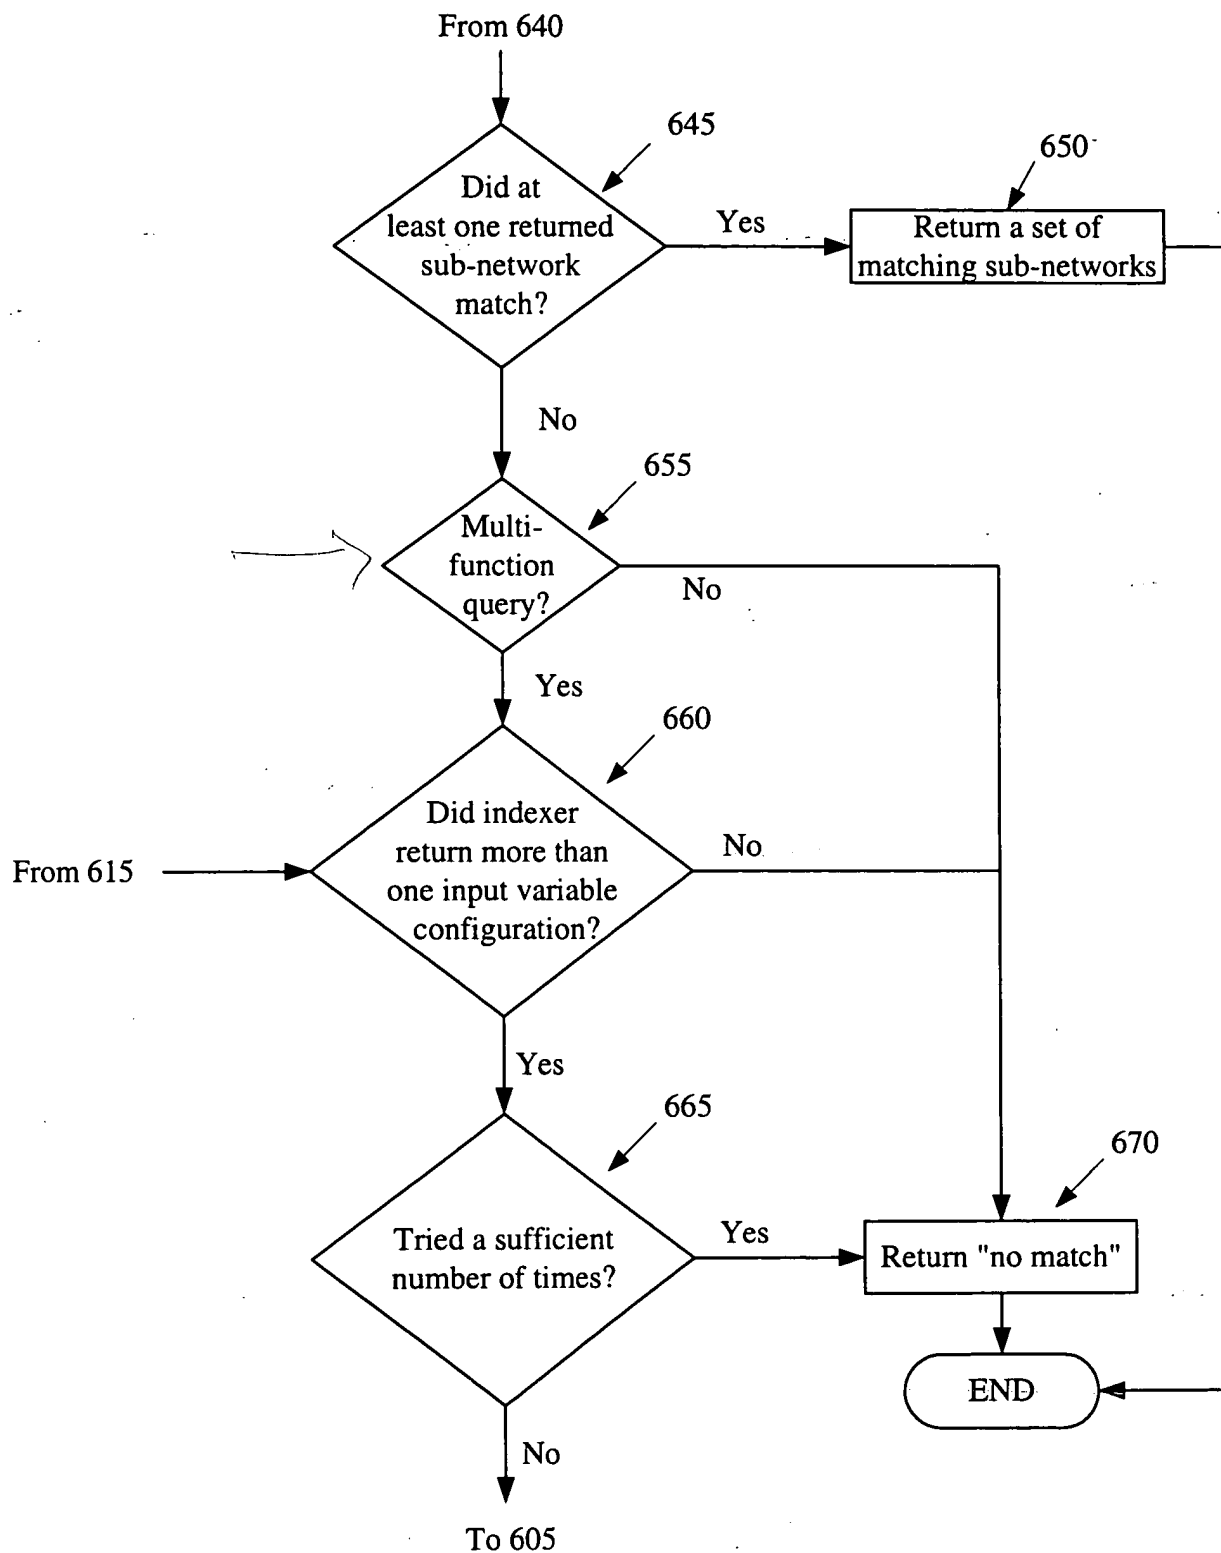 From 640
645
Did at
least one returned
sub-network
match?
Yes
650
Return a set of
matching sub-networks
No
655
Multi-
function
query?
No
Yes
660
Did indexer
return more than
one input variable
configuration?
No
From 615
Yes
665
Tried a sufficient
number of times?
Yes
670
Return "no match"
END
No
To 605